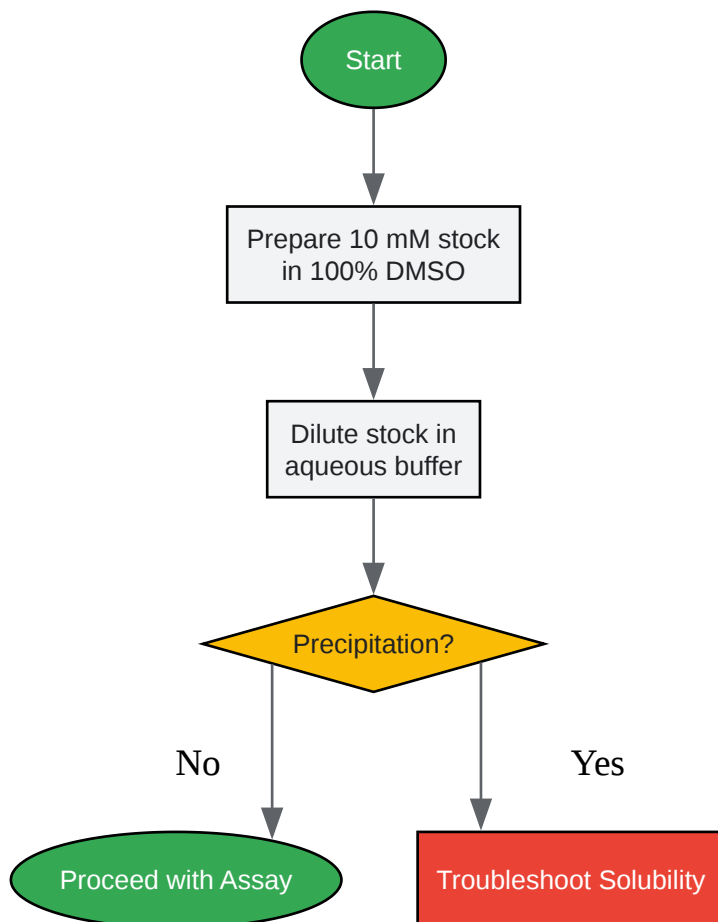 Start
Prepare 10 mM stock
in 100% DMSO
Dilute stock in
aqueous buffer
Precipitation?
No
Yes
Proceed with Assay
Troubleshoot Solubility